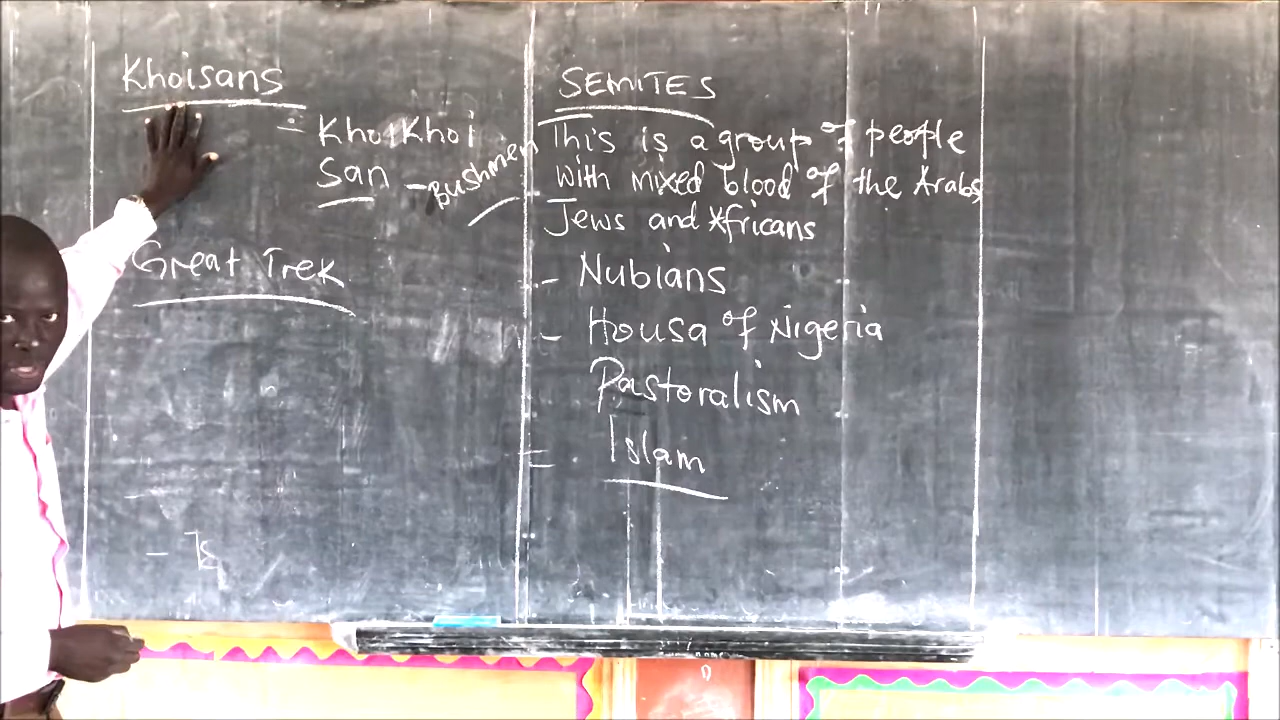 Khoisans
= KhoiKhoi
San - Bushmen
Great Trek
SEMITES
This is a group of people
with mixed blood of the Arabs
Jews and Africans
- Nubians
- Housa of Nigeria
Pastoralism
= Islam